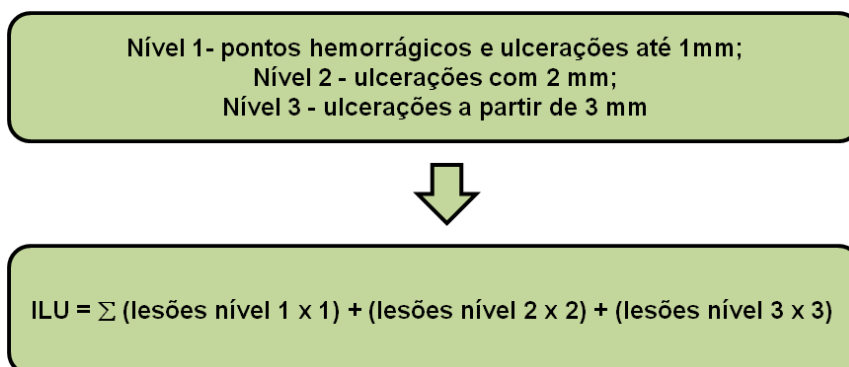 Nível 1- pontos hemorrágicos e ulcerações até 1mm;
Nível 2 - ulcerações com 2 mm;
Nível 3 - ulcerações a partir de 3 mm
ILU = ∑ (lesões nível 1 x 1) + (lesões nível 2 x 2) + (lesões nível 3 x 3)